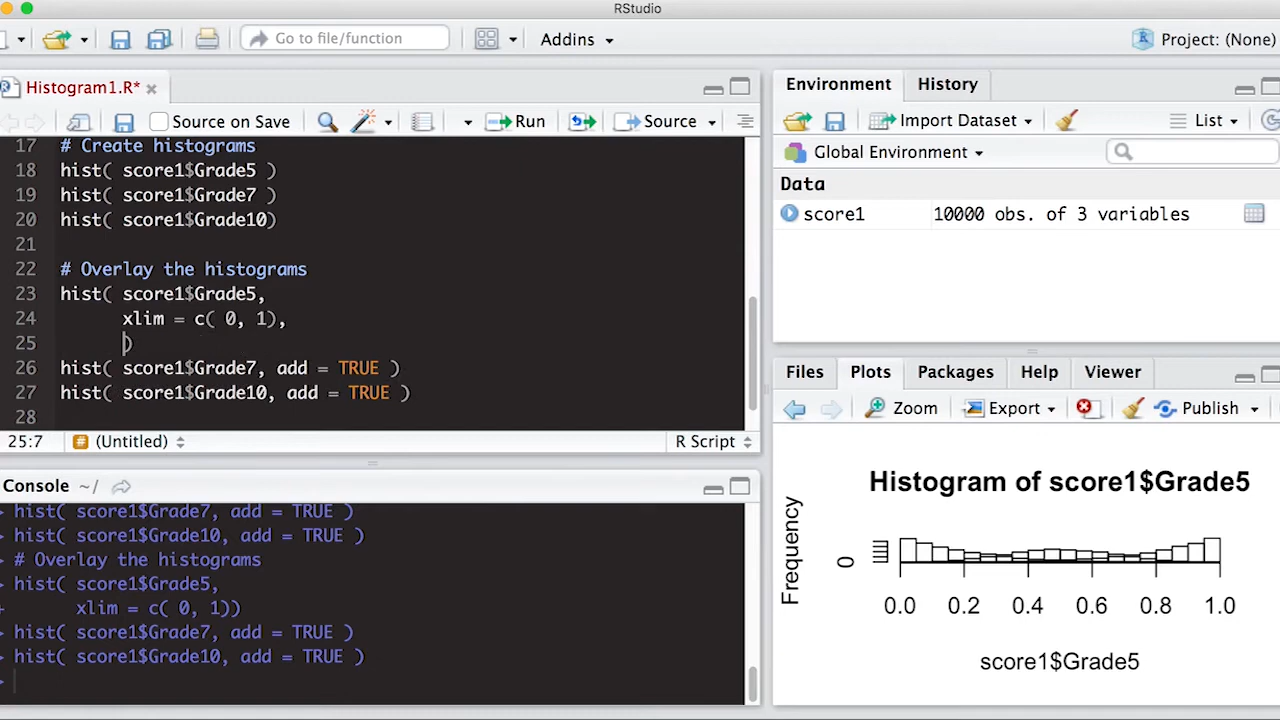 RStudio
Go to file/function
Addins
Project: (None)
Histogram1.R*
Source on Save
Run
Source
17 # Create histograms
18 hist( score1$Grade5 )
19 hist( score1$Grade7 )
20 hist( score1$Grade10)
21
22 # Overlay the histograms
23 hist( score1$Grade5,
24 xlim = c( 0, 1),
25 )
26 hist( score1$Grade7, add = TRUE )
27 hist( score1$Grade10, add = TRUE )
28
25:7 # (Untitled) R Script
Console ~/
> hist( score1$Grade7, add = TRUE )
> hist( score1$Grade10, add = TRUE )
> # Overlay the histograms
> hist( score1$Grade5,
+ xlim = c( 0, 1))
> hist( score1$Grade7, add = TRUE )
> hist( score1$Grade10, add = TRUE )
>
Environment History
Import Dataset List
Global Environment
Data
score1 10000 obs. of 3 variables
Files Plots Packages Help Viewer
Zoom Export Publish
Histogram of score1$Grade5
Frequency
0
0.0 0.2 0.4 0.6 0.8 1.0
score1$Grade5